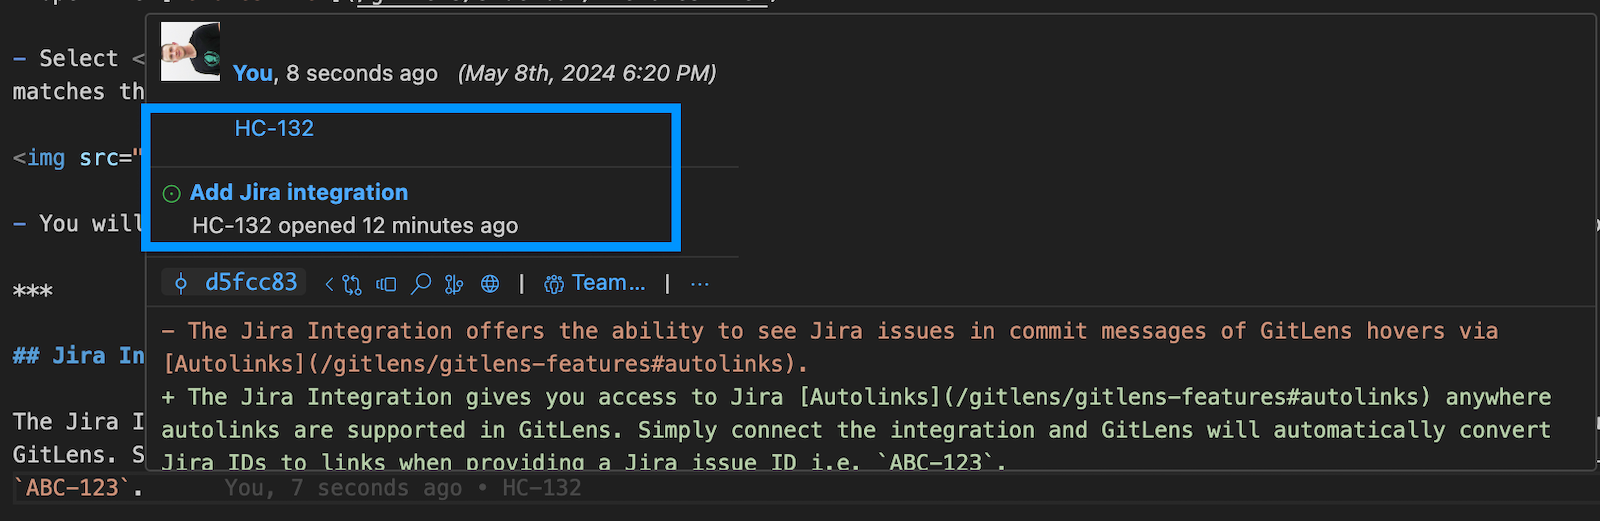 - Select <
You, 8 seconds ago (May 8th, 2024 6:20 PM)
matches th
HC-132
<img src="
Add Jira integration
HC-132 opened 12 minutes ago
- You will
d5fcc83 | Team... | ...
***
- The Jira Integration offers the ability to see Jira issues in commit messages of GitLens hovers via
[Autolinks](/gitlens/gitlens-features#autolinks).
## Jira In
+ The Jira Integration gives you access to Jira [Autolinks](/gitlens/gitlens-features#autolinks) anywhere
autolinks are supported in GitLens. Simply connect the integration and GitLens will automatically convert
Jira IDs to links when providing a Jira issue ID i.e. `ABC-123`.
The Jira I
GitLens. S
`ABC-123`. You, 7 seconds ago • HC-132